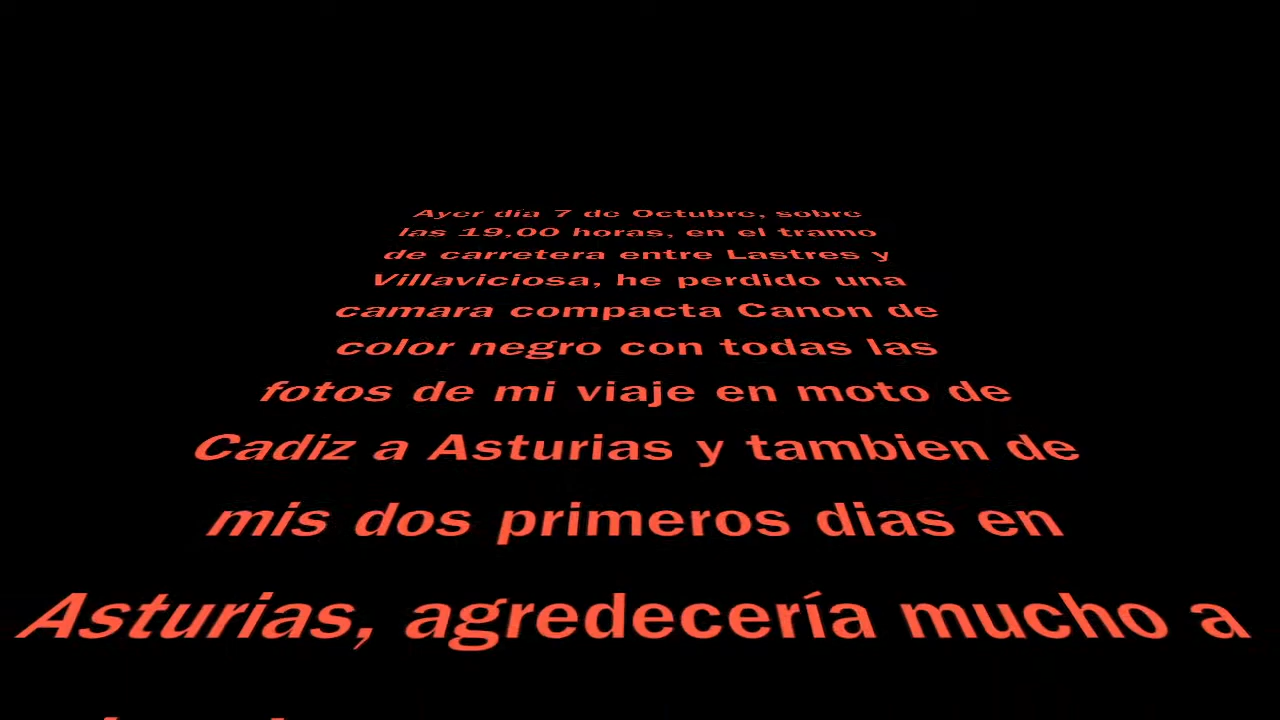 Ayer día 7 de Octubre, sobre
las 19,00 horas, en el tramo
de carretera entre Lastres y
Villaviciosa, he perdido una
camara compacta Canon de
color negro con todas las
fotos de mi viaje en moto de
Cadiz a Asturias y tambien de
mis dos primeros dias en
Asturias, agredecería mucho a